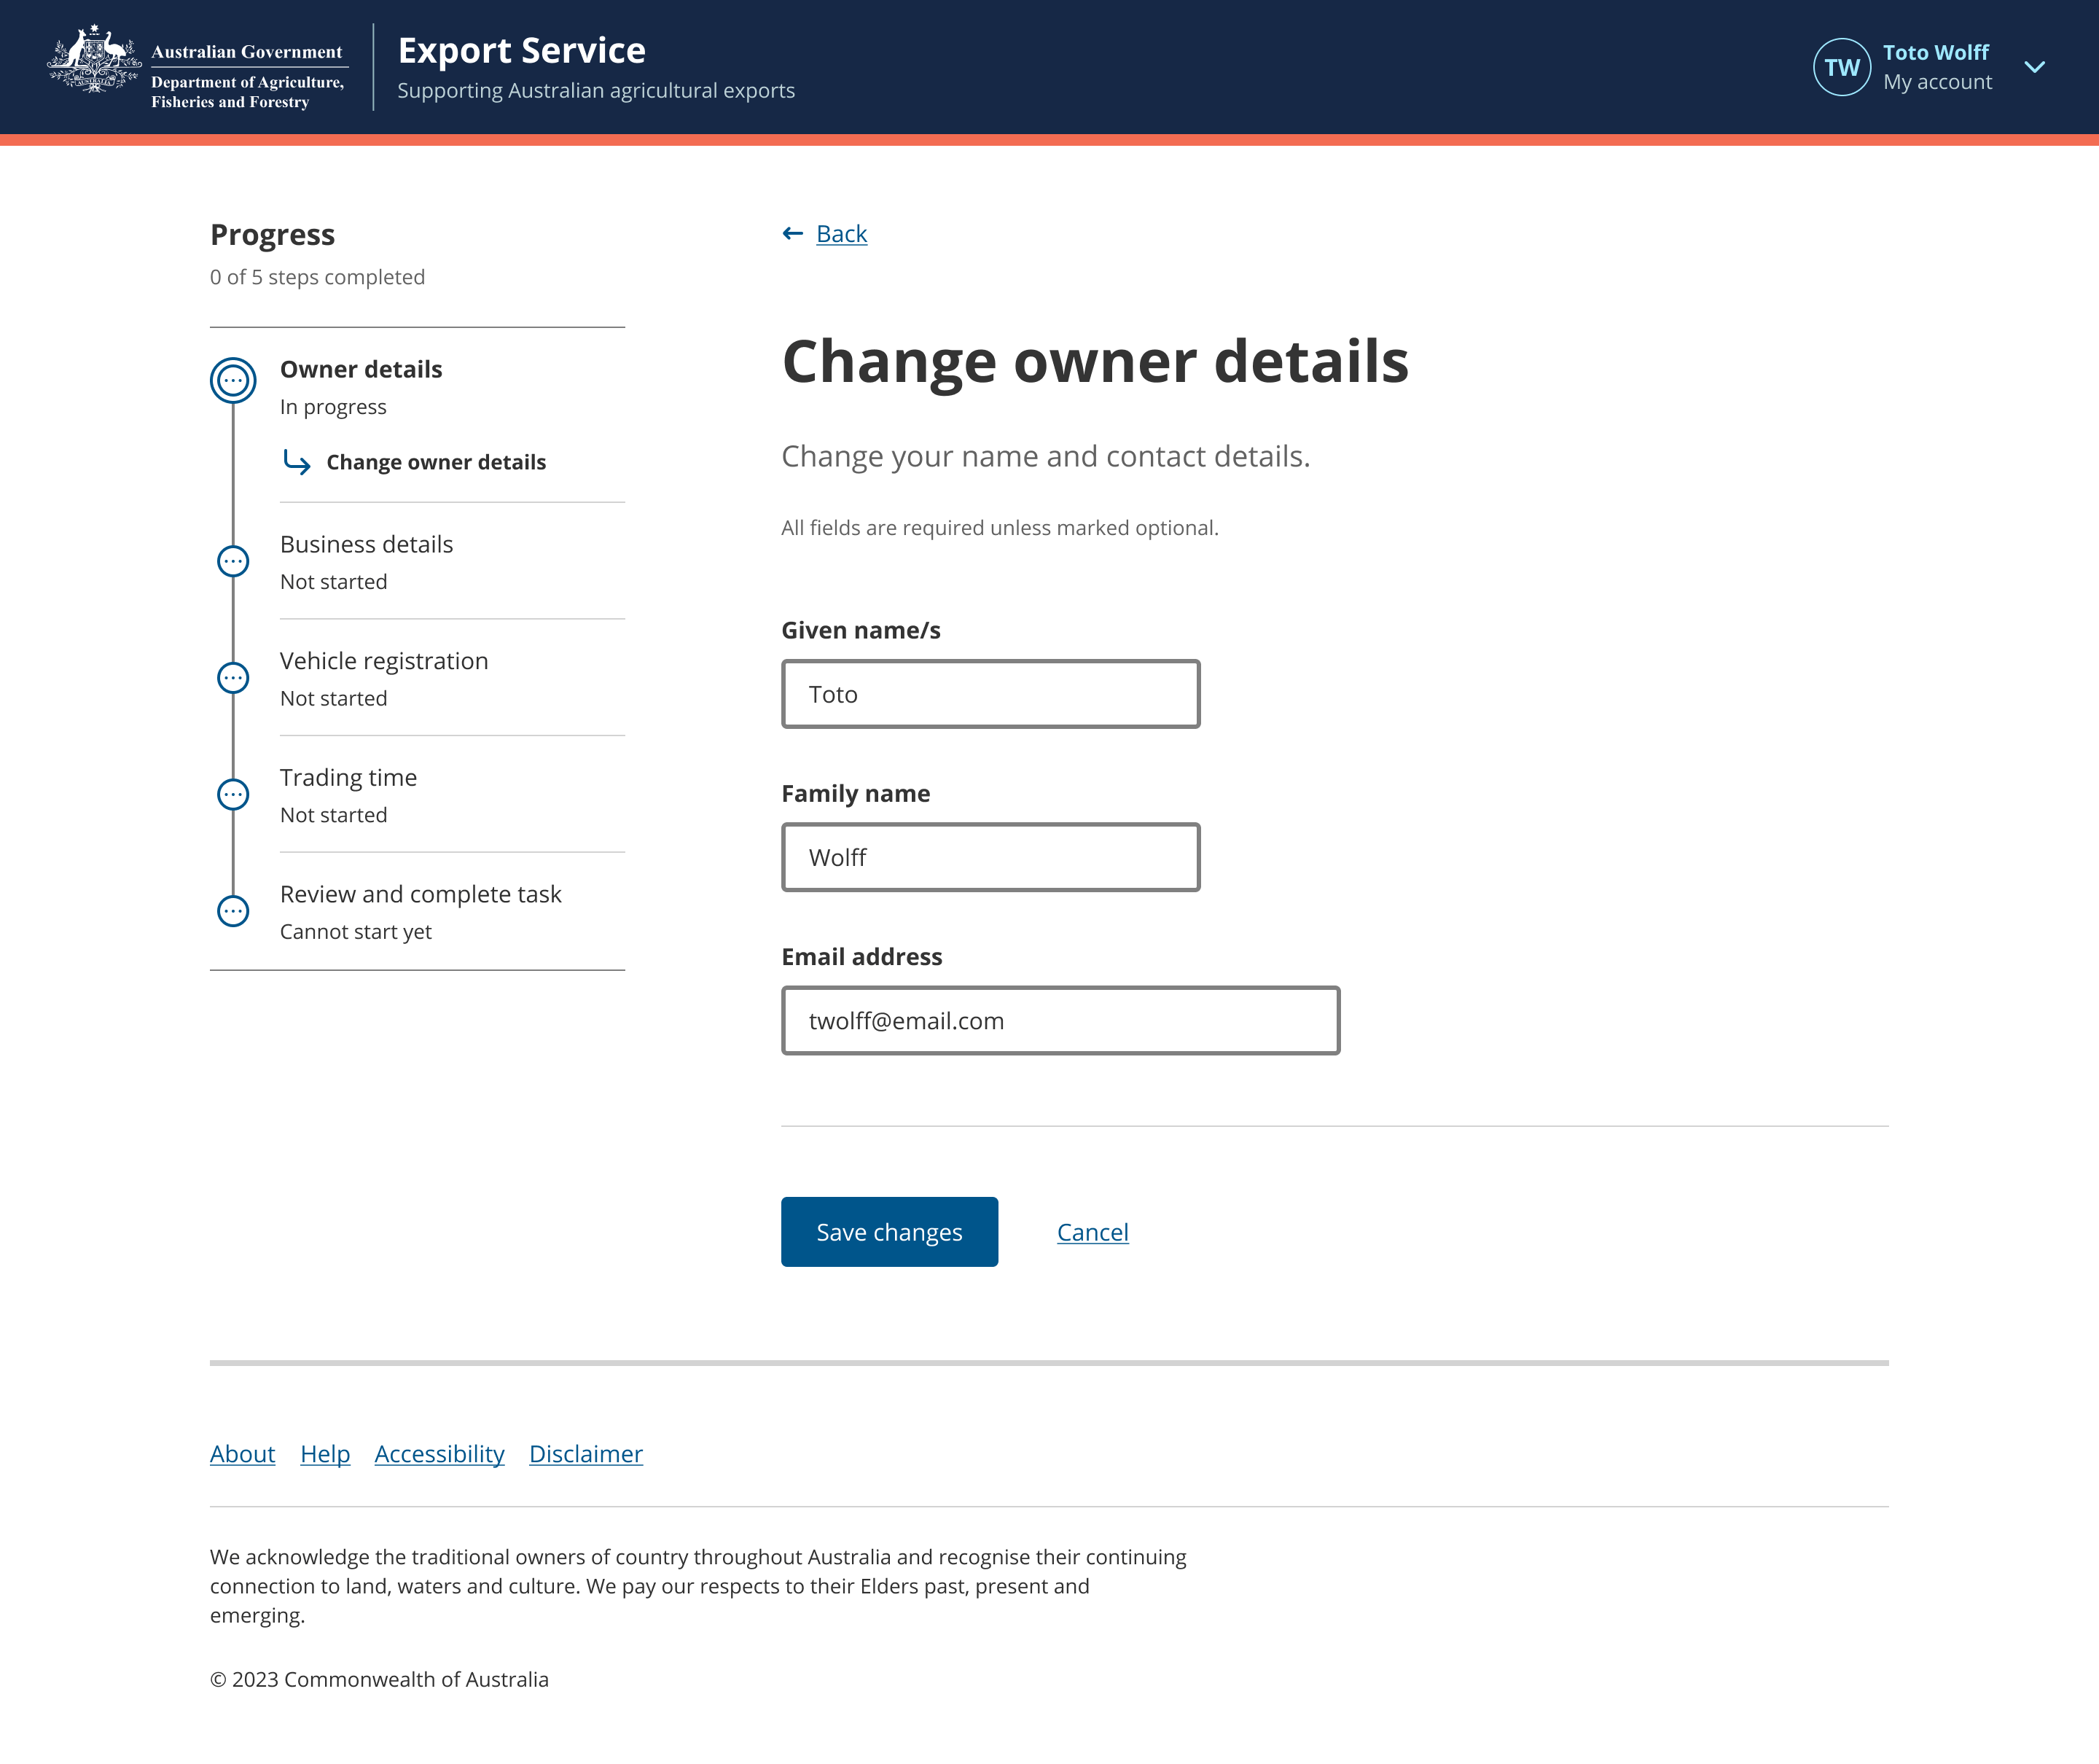 Australian Government
Department of Agriculture,
Fisheries and Forestry
Export Service
Supporting Australian agricultural exports
TW
Toto Wolff
My account
Progress
0 of 5 steps completed
Owner details
In progress
Change owner details
Business details
Not started
Vehicle registration
Not started
Trading time
Not started
Review and complete task
Cannot start yet
Back
Change owner details
Change your name and contact details.
All fields are required unless marked optional.
Given name/s
Toto
Family name
Wolff
Email address
twolff@email.com
Save changes
Cancel
About Help Accessibility Disclaimer
We acknowledge the traditional owners of country throughout Australia and recognise their continuing
connection to land, waters and culture. We pay our respects to their Elders past, present and
emerging.
© 2023 Commonwealth of Australia